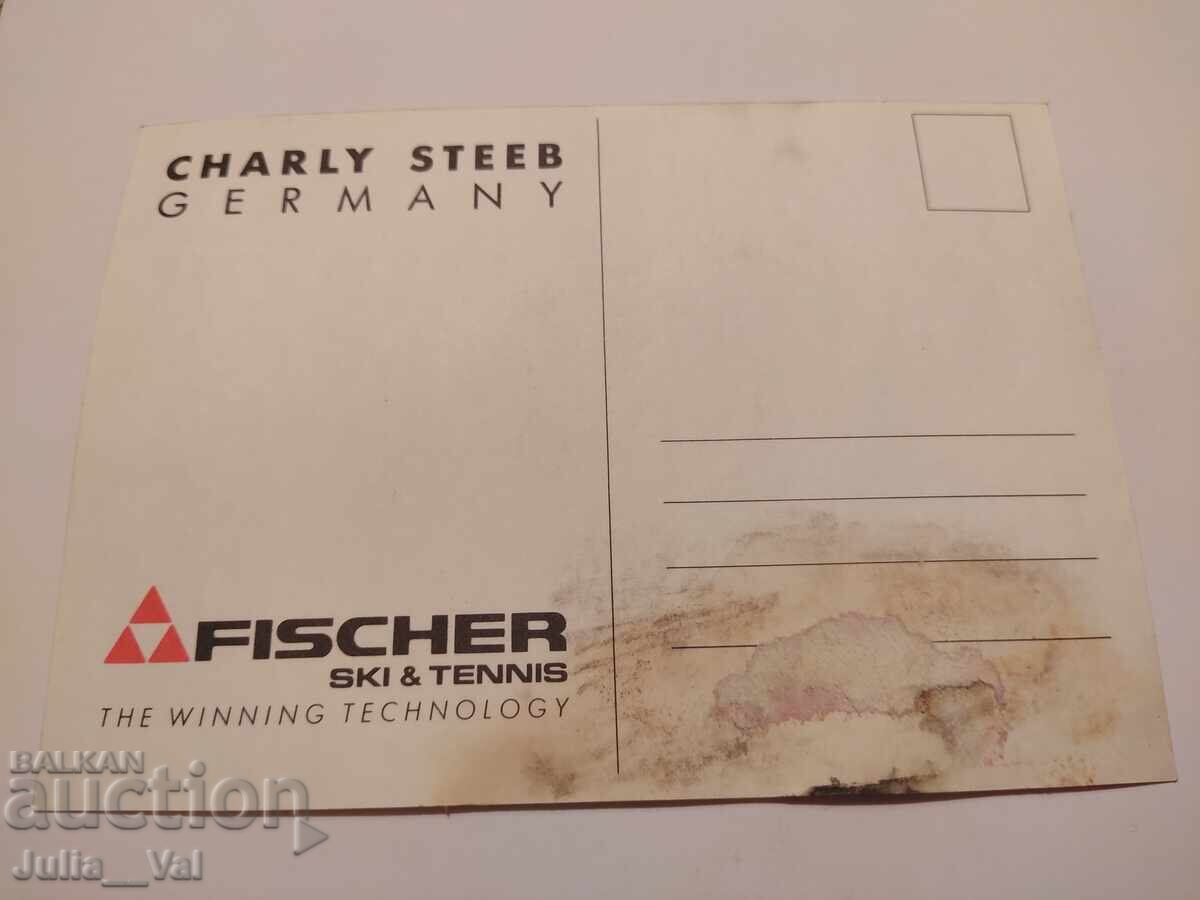 CHARLY STEEB
GERMANY
FISCHER
SKI & TENNIS
THE WINNING TECHNOLOGY
BALKAN
auction
Julia__Val